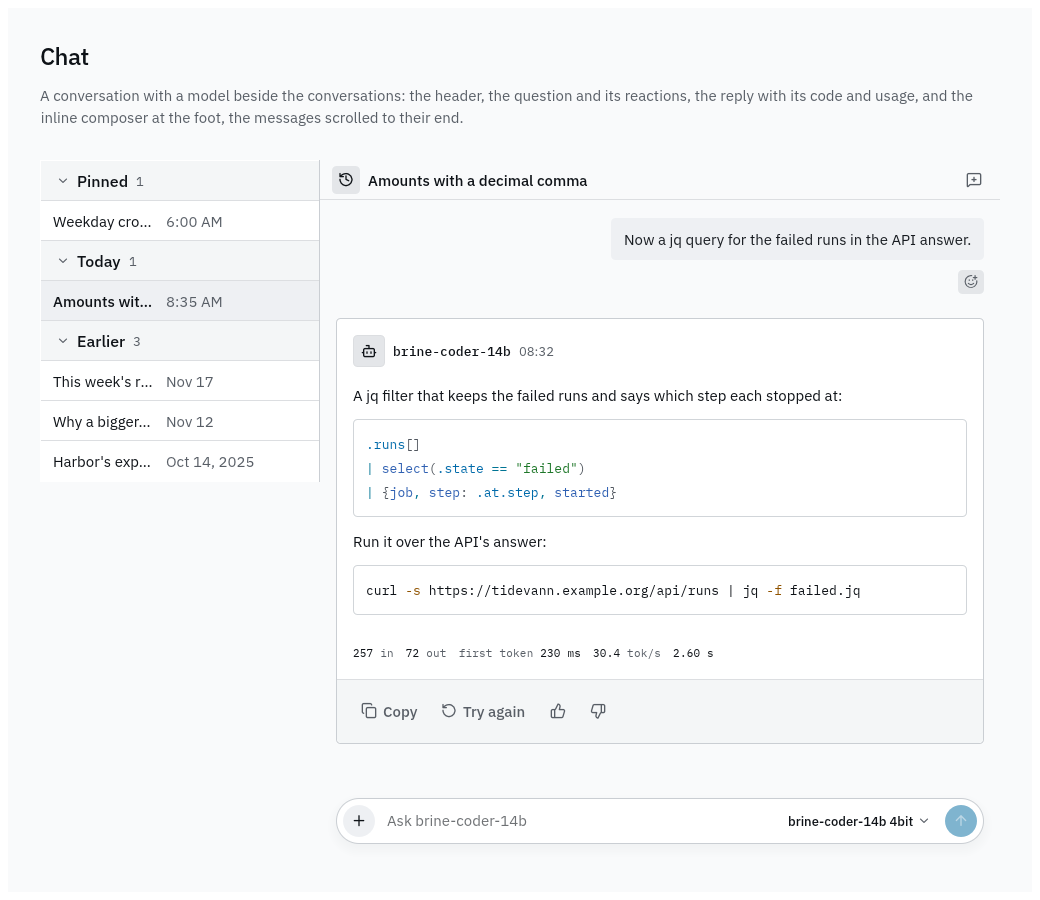 Chat
A conversation with a model beside the conversations: the header, the question and its reactions, the reply with its code and usage, and the
inline composer at the foot, the messages scrolled to their end.
Pinned 1
Weekday cro... 6:00 AM
Today 1
Amounts wit... 8:35 AM
Earlier 3
This week's r... Nov 17
Why a bigger... Nov 12
Harbor's exp... Oct 14, 2025
Amounts with a decimal comma
Now a jq query for the failed runs in the API answer.
brine-coder-14b 08:32
A jq filter that keeps the failed runs and says which step each stopped at:
.runs[]
| select(.state == "failed")
| {job, step: .at.step, started}
Run it over the API's answer:
curl -s https://tidevann.example.org/api/runs | jq -f failed.jq
257 in 72 out first token 230 ms 30.4 tok/s 2.60 s
Copy Try again
Ask brine-coder-14b brine-coder-14b 4bit